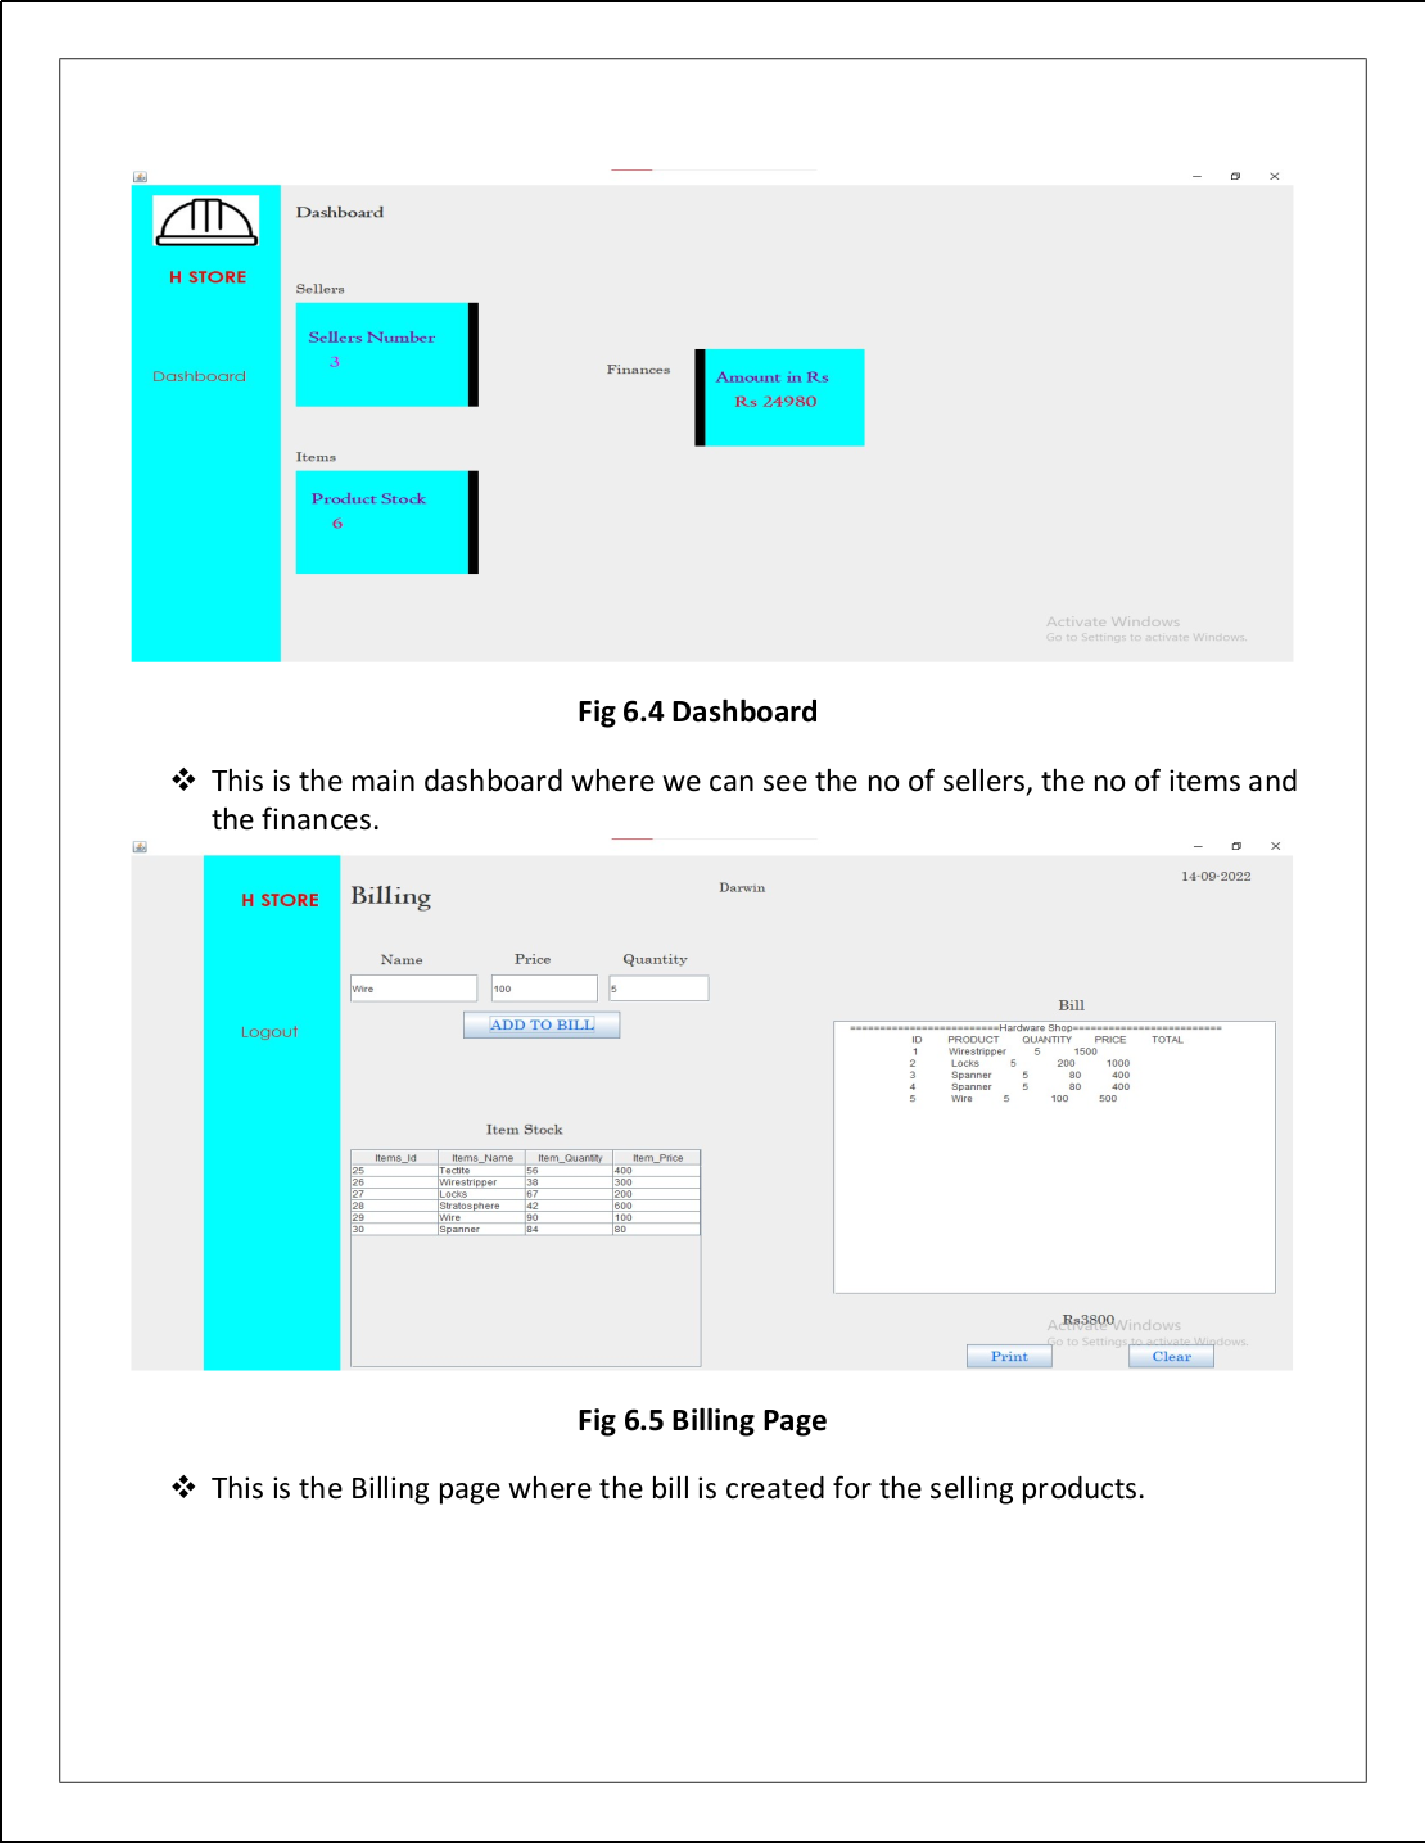 H STORE
Dashboard
Dashboard
Sellers
Sellers Number
3
Finances
Amount in Rs
Rs 24980
Items
Product Stock
6
Activate Windows
Go to Settings to activate Windows.
Fig 6.4 Dashboard
❖ This is the main dashboard where we can see the no of sellers, the no of items and
the finances.
H STORE
Logout
Billing
Darwin
14-09-2022
Name Price Quantity
Wire 100 5
ADD TO BILL
Item Stock
Items_Id Items_Name Item_Quantity Item_Price
25 Tectite 56 400
26 Wirestripper 38 300
27 Locks 67 200
28 Stratosphere 42 600
29 Wire 90 100
30 Spanner 84 80
Bill
=========================Hardware Shop=========================
ID PRODUCT QUANTITY PRICE TOTAL
1 Wirestripper 5 1500
2 Locks 5 200 1000
3 Spanner 5 80 400
4 Spanner 5 80 400
5 Wire 5 100 500
Rs3800
Activate Windows
Go to Settings to activate Windows.
Print Clear
Fig 6.5 Billing Page
❖ This is the Billing page where the bill is created for the selling products.